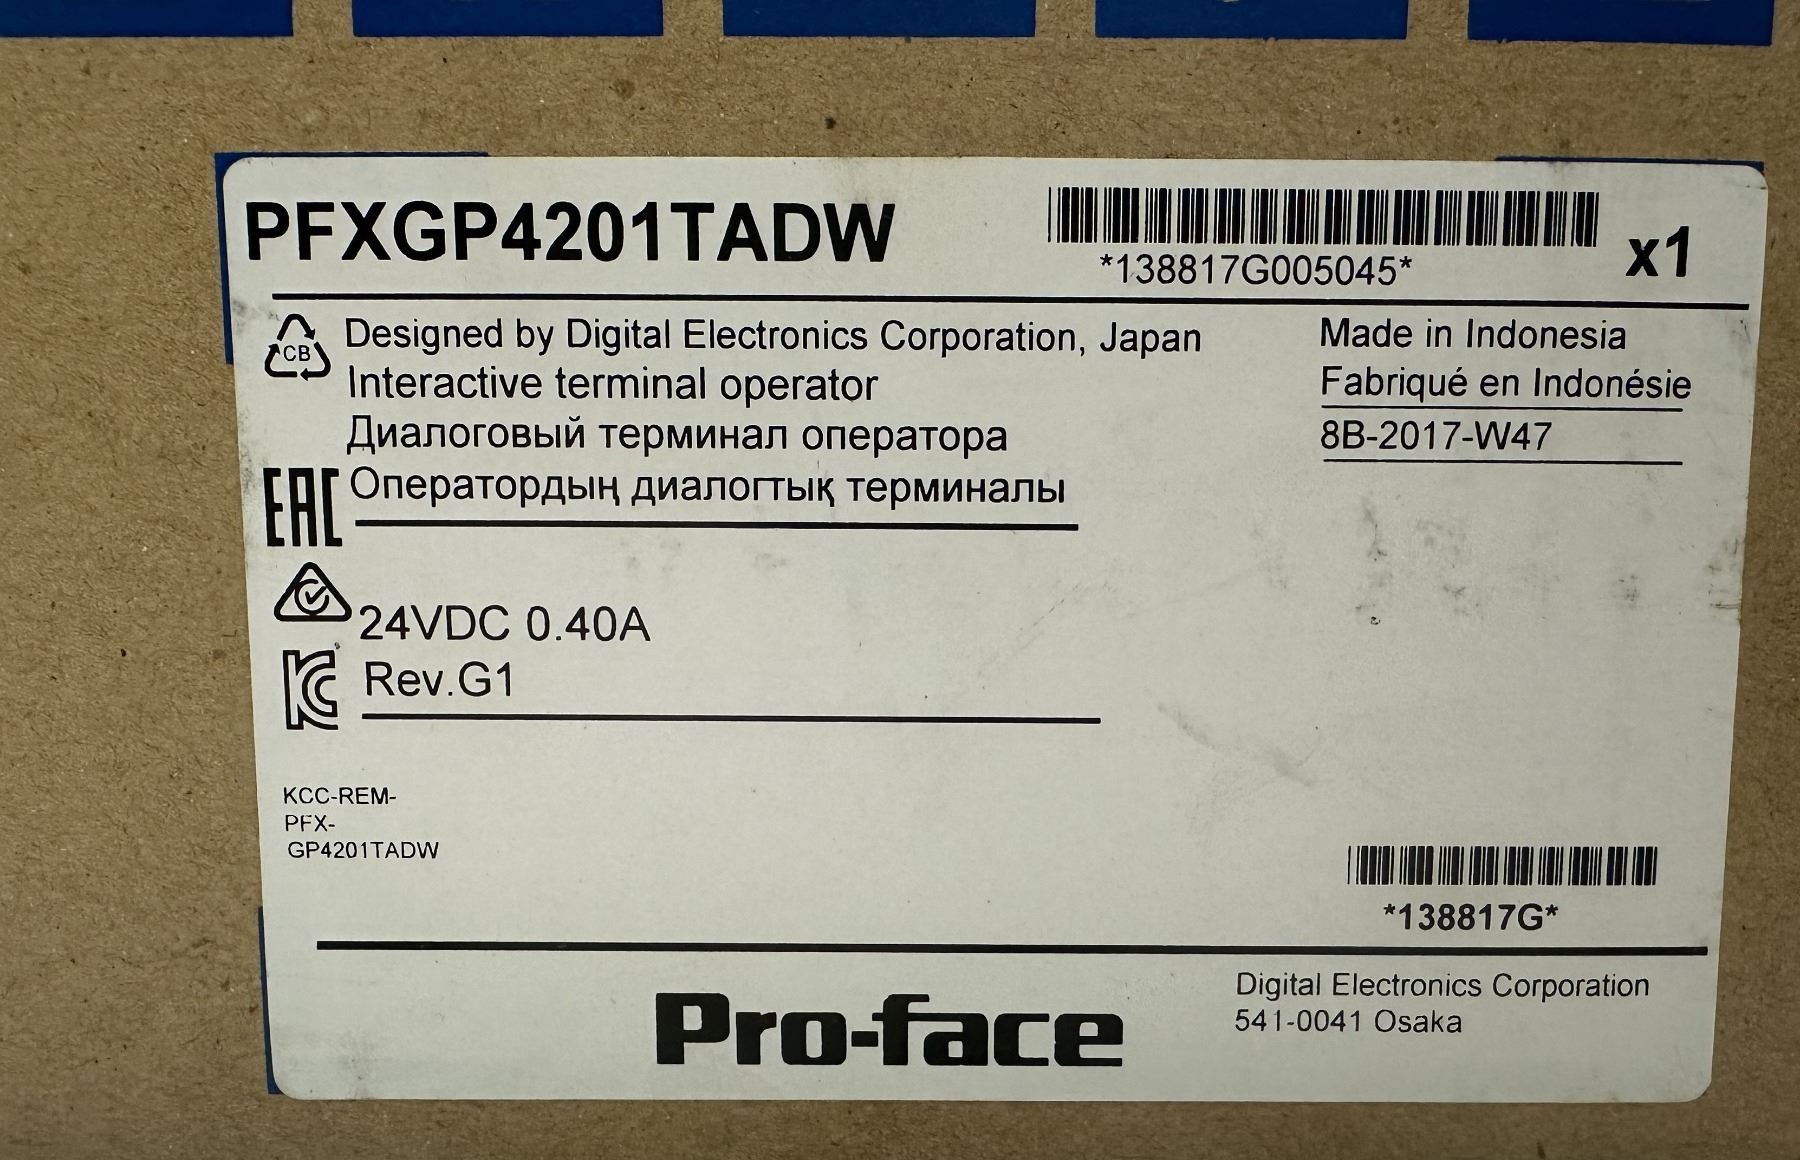 PFXGP4201TADW
*138817G005045*
x1
CB
Designed by Digital Electronics Corporation, Japan
Interactive terminal operator
Диалоговый терминал оператора
Оператордың диалогтық терминалы
Made in Indonesia
Fabriqué en Indonésie
8B-2017-W47
EAC
24VDC 0.40A
Rev.G1
KCC-REM-
PFX-
GP4201TADW
*138817G*
Pro-face
Digital Electronics Corporation
541-0041 Osaka